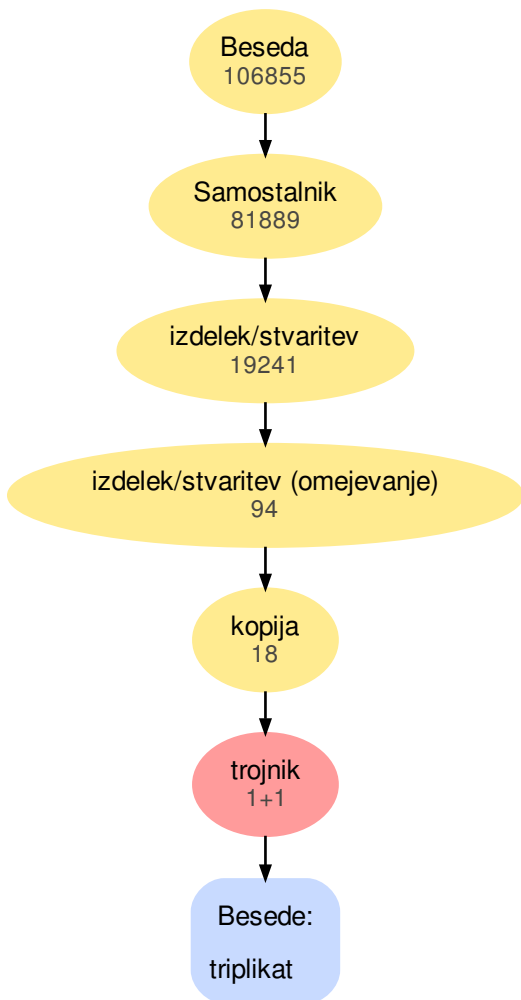 Beseda
106855
Samostalnik
81889
izdelek/stvaritev
19241
izdelek/stvaritev (omejevanje)
94
kopija
18
trojnik
1+1
Besede:
triplikat